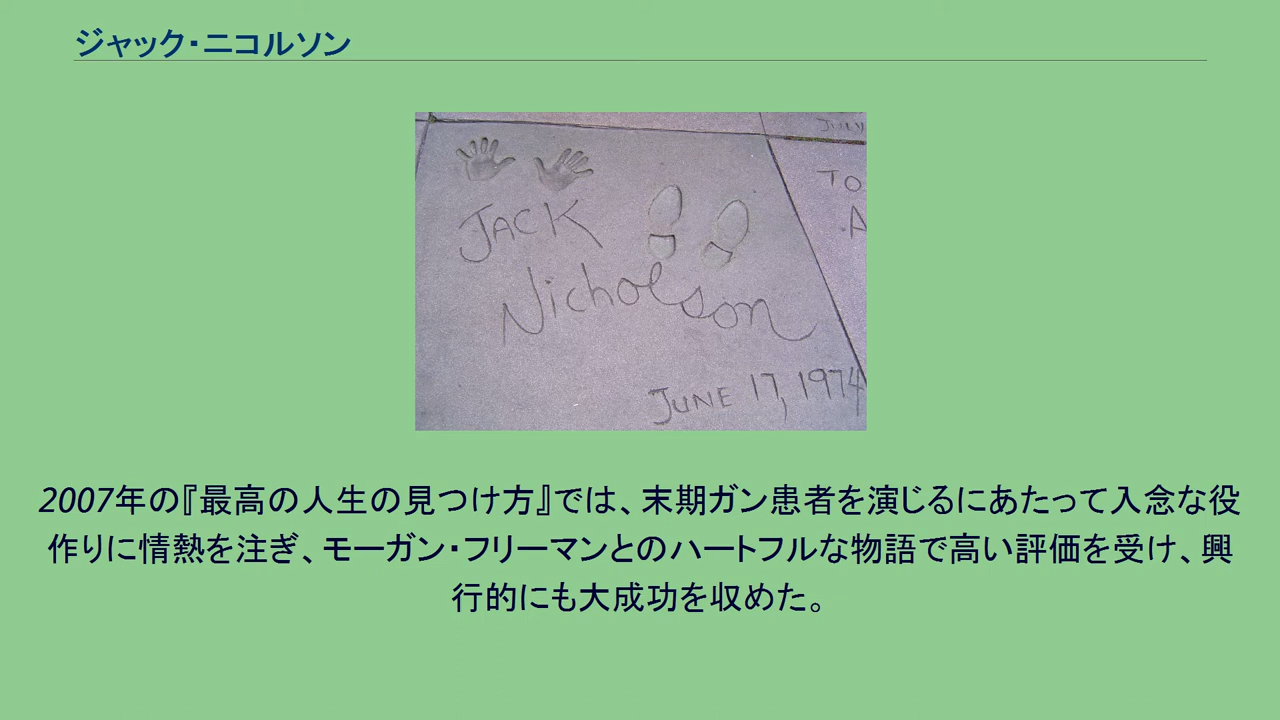 ジャック・ニコルソン
JULY
TO
JACK
Nicholson
JUNE 17, 1974
2007年の『最高の人生の見つけ方』では、末期ガン患者を演じるにあたって入念な役
作りに情熱を注ぎ、モーガン・フリーマンとのハートフルな物語で高い評価を受け、興
行的にも大成功を収めた。